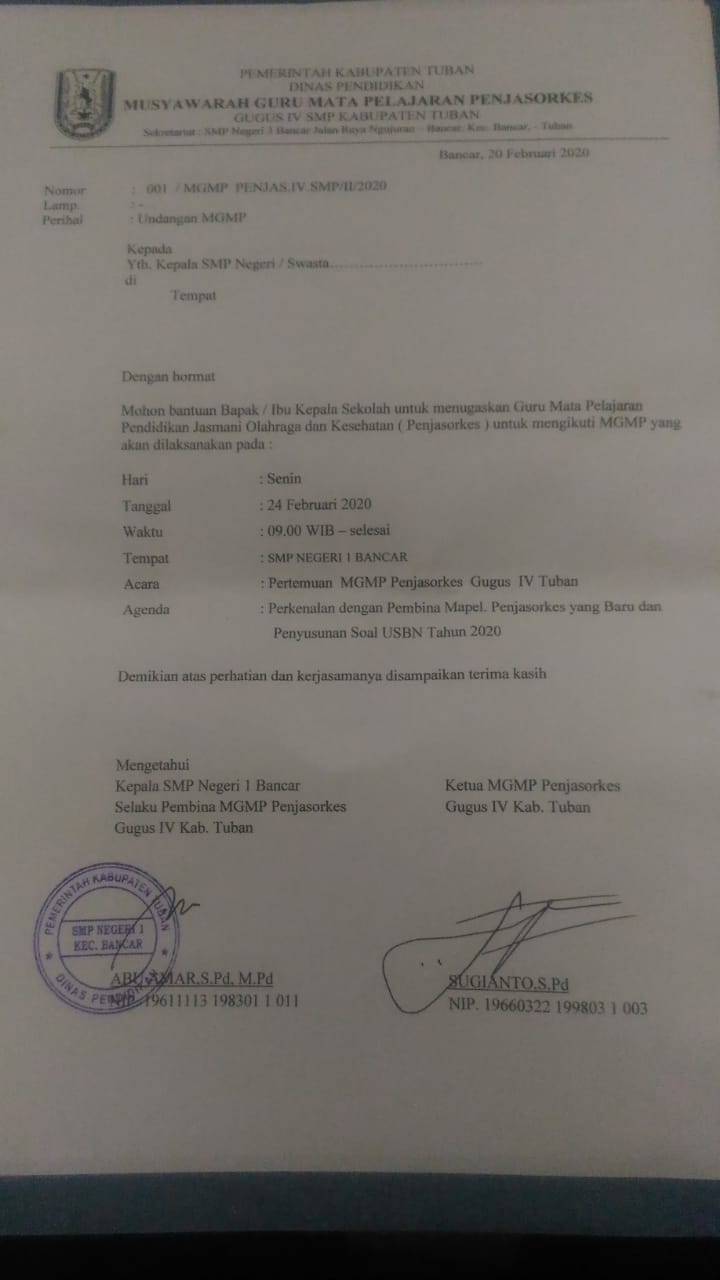 PEMERINTAH KABUPATEN TUBAN
DINAS PENDIDIKAN
MUSYAWARAH GURU MATA PELAJARAN PENJASORKES
GUGUS IV SMP KABUPATEN TUBAN
Sekretariat : SMP Negeri 3 Bancar Jalan Raya Ngujuran - Bancar, Kec. Bancar, - Tuban
Bancar, 20 Februari 2020
Nomor : 001 / MGMP PENJAS.IV.SMP/II/2020
Lamp. : -
Perihal : Undangan MGMP
Kepada
Yth. Kepala SMP Negeri / Swasta................................
di
Tempat
Dengan hormat
Mohon bantuan Bapak / Ibu Kepala Sekolah untuk menugaskan Guru Mata Pelajaran
Pendidikan Jasmani Olahraga dan Kesehatan ( Penjasorkes ) untuk mengikuti MGMP yang
akan dilaksanakan pada :
Hari : Senin
Tanggal : 24 Februari 2020
Waktu : 09.00 WIB – selesai
Tempat : SMP NEGERI 1 BANCAR
Acara : Pertemuan MGMP Penjasorkes Gugus IV Tuban
Agenda : Perkenalan dengan Pembina Mapel. Penjasorkes yang Baru dan
Penyusunan Soal USBN Tahun 2020
Demikian atas perhatian dan kerjasamanya disampaikan terima kasih
Mengetahui
Kepala SMP Negeri 1 Bancar
Selaku Pembina MGMP Penjasorkes
Gugus IV Kab. Tuban
Ketua MGMP Penjasorkes
Gugus IV Kab. Tuban
PEMERINTAH KABUPATEN TUBAN
SMP NEGERI 1
KEC. BANCAR
DINAS PENDIDIKAN
ABU AMAR,S.Pd, M.Pd
NIP. 19611113 198301 1 011
SUGIANTO,S.Pd
NIP. 19660322 199803 1 003